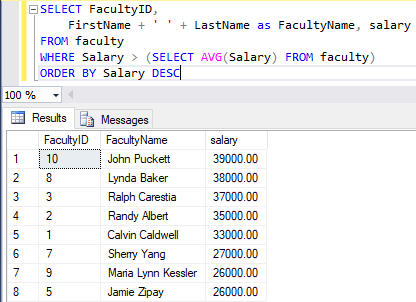 SELECT FacultyID,
FirstName + ' ' + LastName as FacultyName, salary
FROM faculty
WHERE Salary > (SELECT AVG(Salary) FROM faculty)
ORDER BY Salary DESC
100 %
Results Messages
FacultyID FacultyName salary
1 10 John Puckett 39000.00
2 8 Lynda Baker 38000.00
3 3 Ralph Carestia 37000.00
4 2 Randy Albert 35000.00
5 1 Calvin Caldwell 33000.00
6 7 Sherry Yang 27000.00
7 9 Maria Lynn Kessler 26000.00
8 5 Jamie Zipay 26000.00